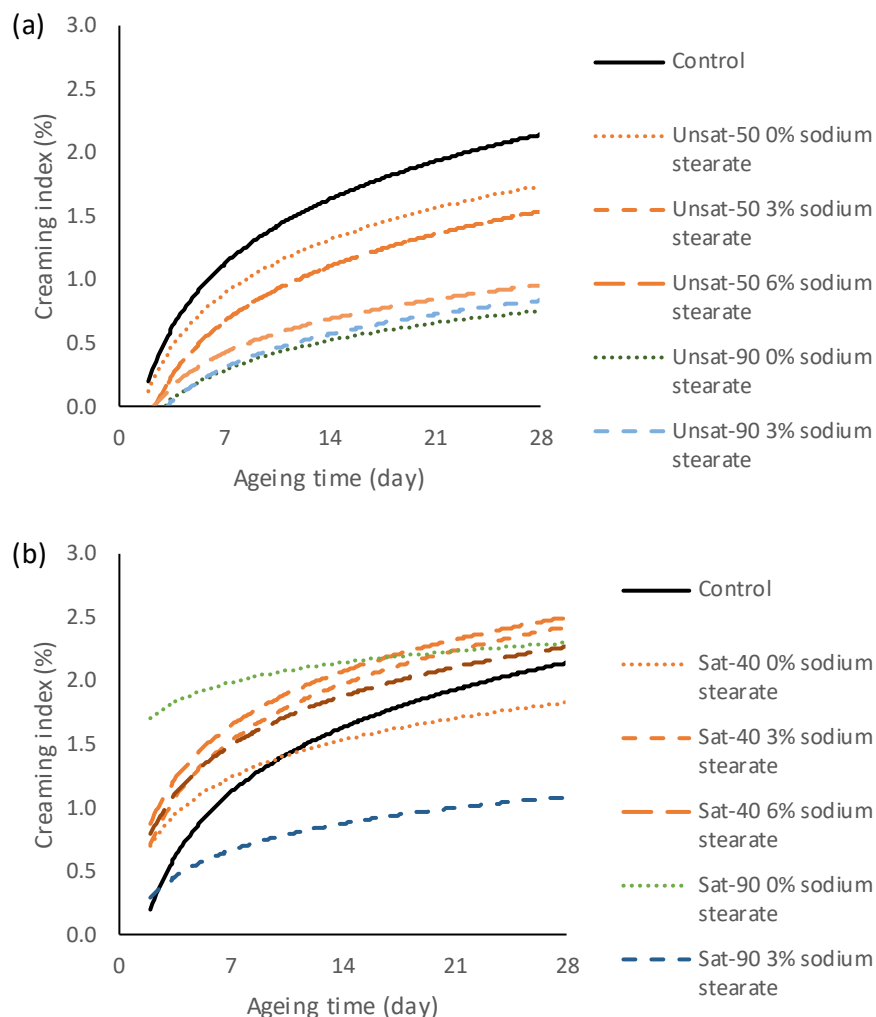 (a)
3.0
2.5
2.0
1.5
1.0
0.5
0.0
Creaming index (%)
0 7 14 21 28
Ageing time (day)
Control
Unsat-50 0% sodium
stearate
Unsat-50 3% sodium
stearate
Unsat-50 6% sodium
stearate
Unsat-90 0% sodium
stearate
Unsat-90 3% sodium
stearate
(b)
3.0
2.5
2.0
1.5
1.0
0.5
0.0
Creaming index (%)
0 7 14 21 28
Ageing time (day)
Control
Sat-40 0% sodium
stearate
Sat-40 3% sodium
stearate
Sat-40 6% sodium
stearate
Sat-90 0% sodium
stearate
Sat-90 3% sodium
stearate